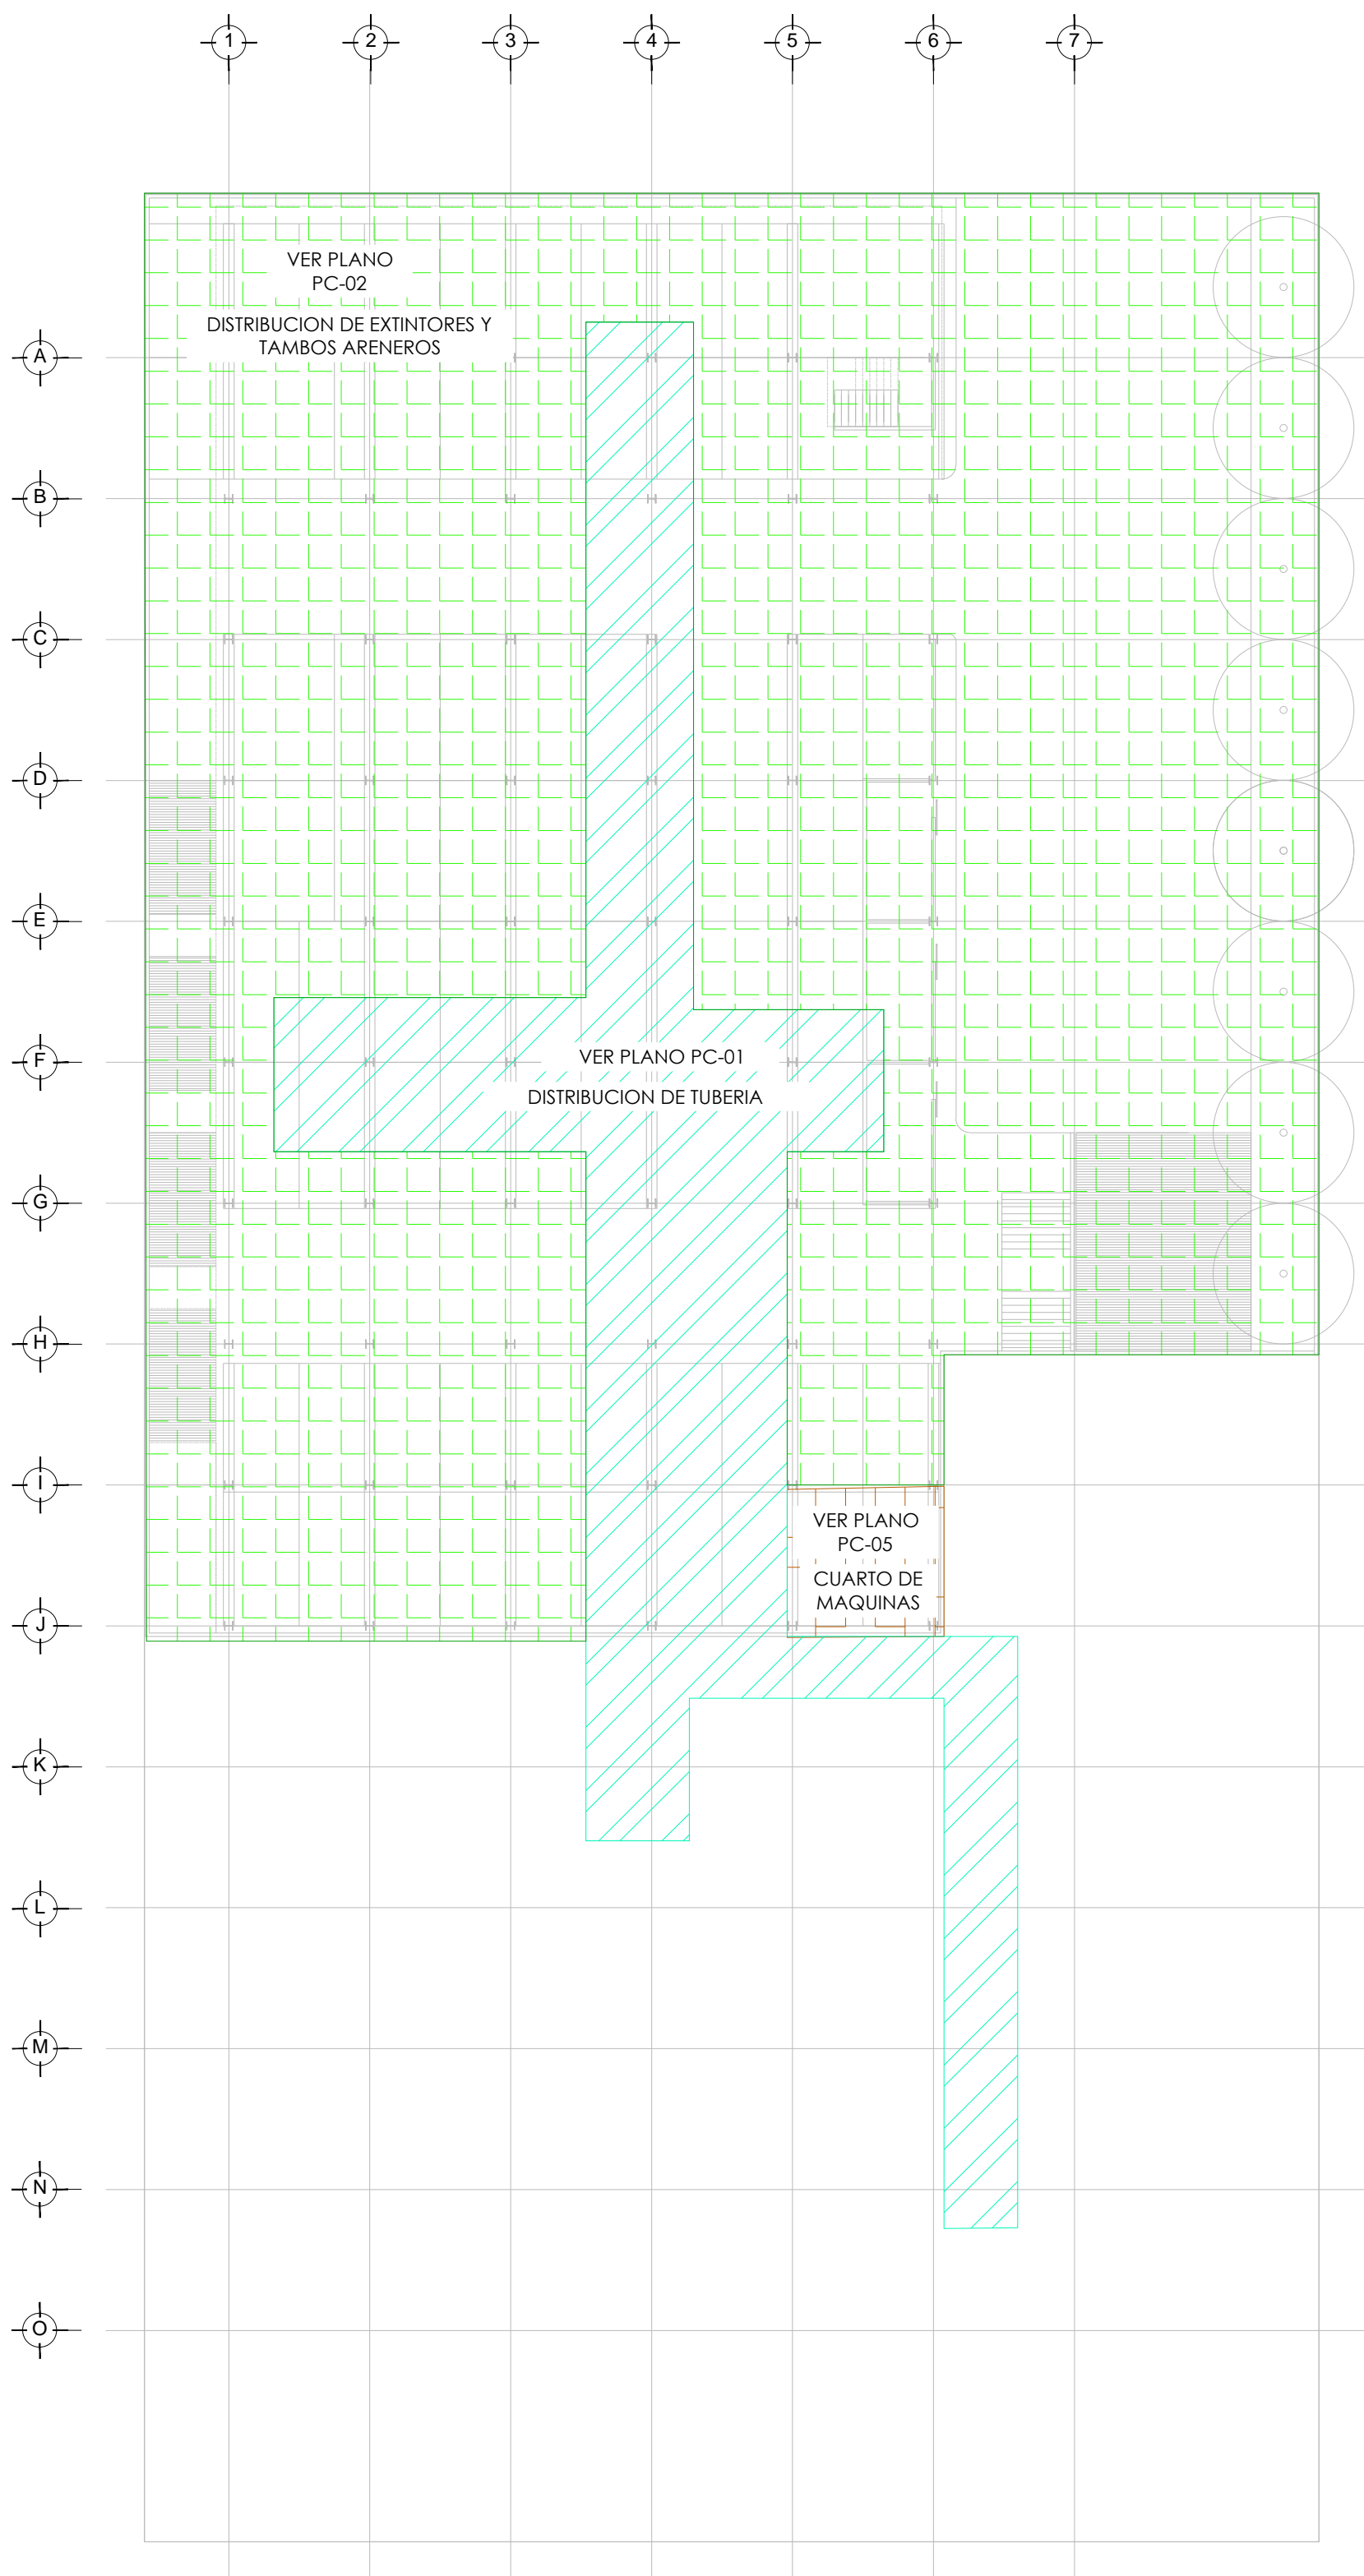 1
2
3
4
5
6
7
VER PLANO
PC-02
DISTRIBUCION DE EXTINTORES Y
TAMBOS ARENEROS
A
B
C
D
E
F
VER PLANO PC-01
DISTRIBUCION DE TUBERIA
G
H
I
VER PLANO
PC-05
CUARTO DE
MAQUINAS
J
K
L
M
N
O